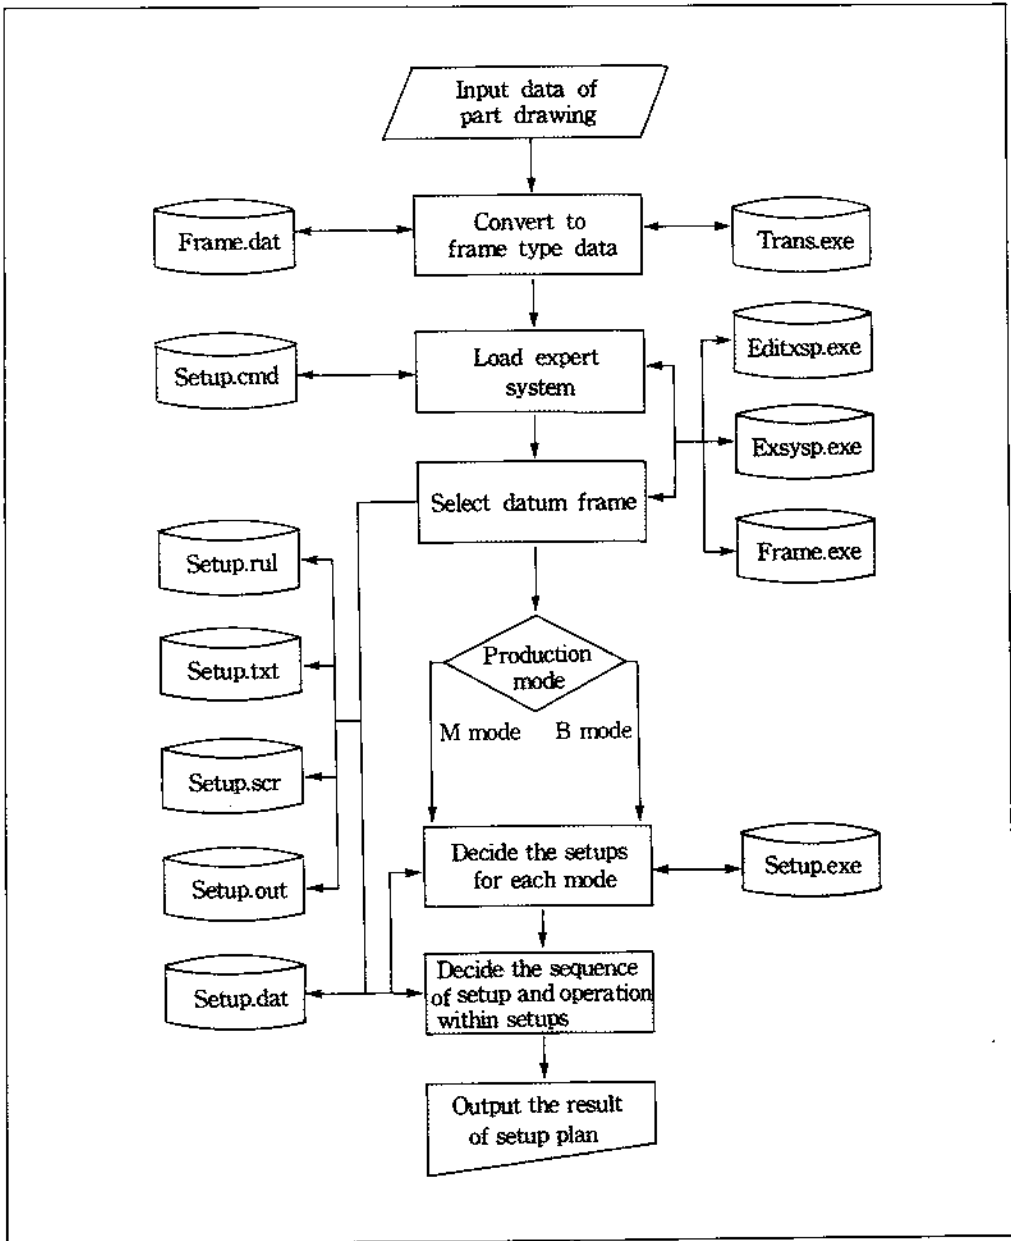 Input data of
part drawing
Frame.dat
Convert to
frame type data
Trans.exe
Setup.cmd
Load expert
system
Editxsp.exe
Exsysp.exe
Select datum frame
Frame.exe
Setup.rul
Setup.txt
Production
mode
M mode
B mode
Setup.scr
Setup.out
Decide the setups
for each mode
Setup.exe
Setup.dat
Decide the sequence
of setup and operation
within setups
Output the result
of setup plan